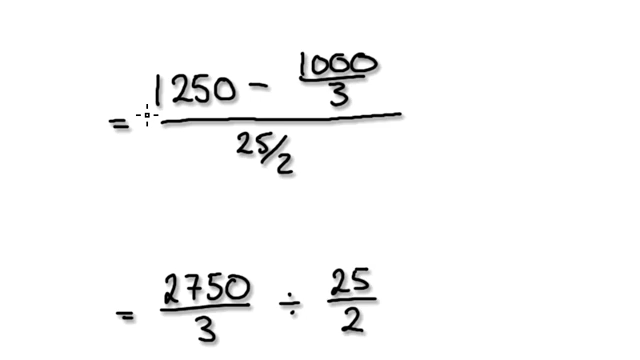 = (1250 - 1000/3) / (25/2)
= 2750/3 ÷ 25/2